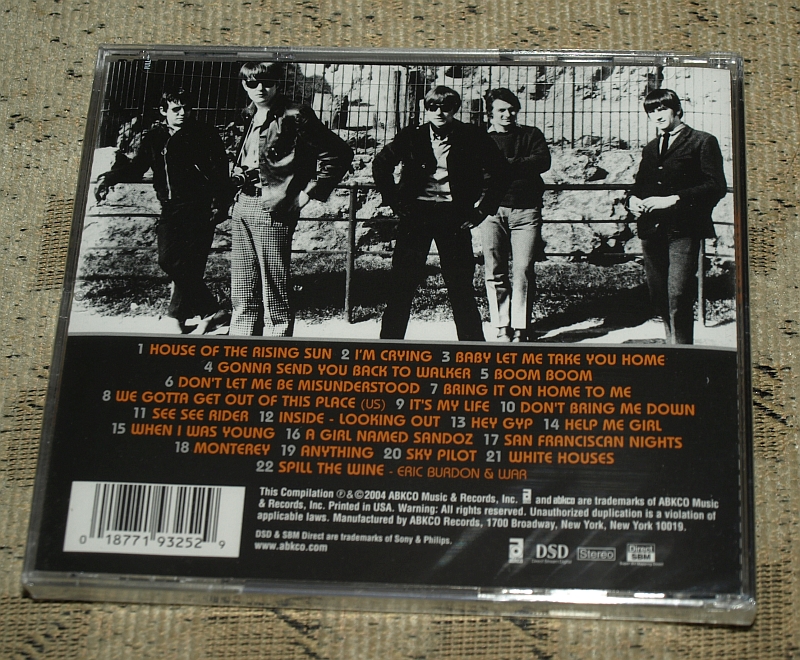 1 HOUSE OF THE RISING SUN 2 I'M CRYING 3 BABY LET ME TAKE YOU HOME
4 GONNA SEND YOU BACK TO WALKER 5 BOOM BOOM
6 DON'T LET ME BE MISUNDERSTOOD 7 BRING IT ON HOME TO ME
8 WE GOTTA GET OUT OF THIS PLACE (US) 9 IT'S MY LIFE 10 DON'T BRING ME DOWN
11 SEE SEE RIDER 12 INSIDE - LOOKING OUT 13 HEY GYP 14 HELP ME GIRL
15 WHEN I WAS YOUNG 16 A GIRL NAMED SANDOZ 17 SAN FRANCISCAN NIGHTS
18 MONTEREY 19 ANYTHING 20 SKY PILOT 21 WHITE HOUSES
22 SPILL THE WINE - ERIC BURDON & WAR
This Compilation ℗&©2004 ABKCO Music & Records, Inc. a and abkco are trademarks of ABKCO Music
& Records, Inc. Printed in USA. Warning: All rights reserved. Unauthorized duplication is a violation of
applicable laws. Manufactured by ABKCO Records, 1700 Broadway, New York, New York 10019.
DSD & SBM Direct are trademarks of Sony & Philips.
www.abkco.com
0 18771 93252 9
a DSD Stereo Direct SBM
Direct Stream Digital